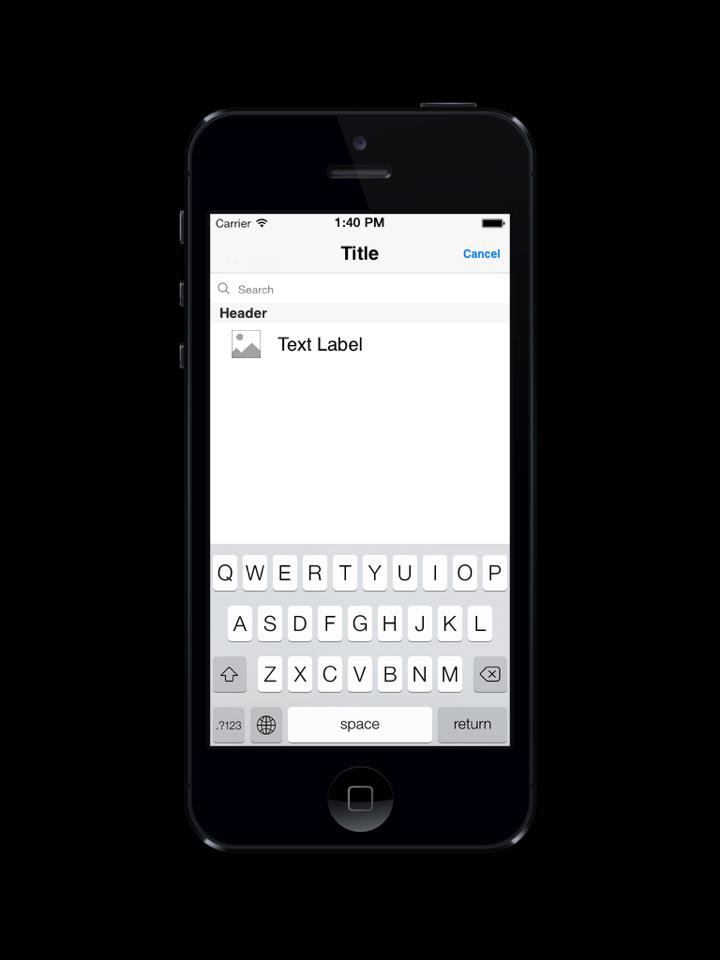 Carrier 1:40 PM
Title Cancel
Search
Header
Text Label
Q W E R T Y U I O P
A S D F G H J K L
Z X C V B N M
.?123 space return